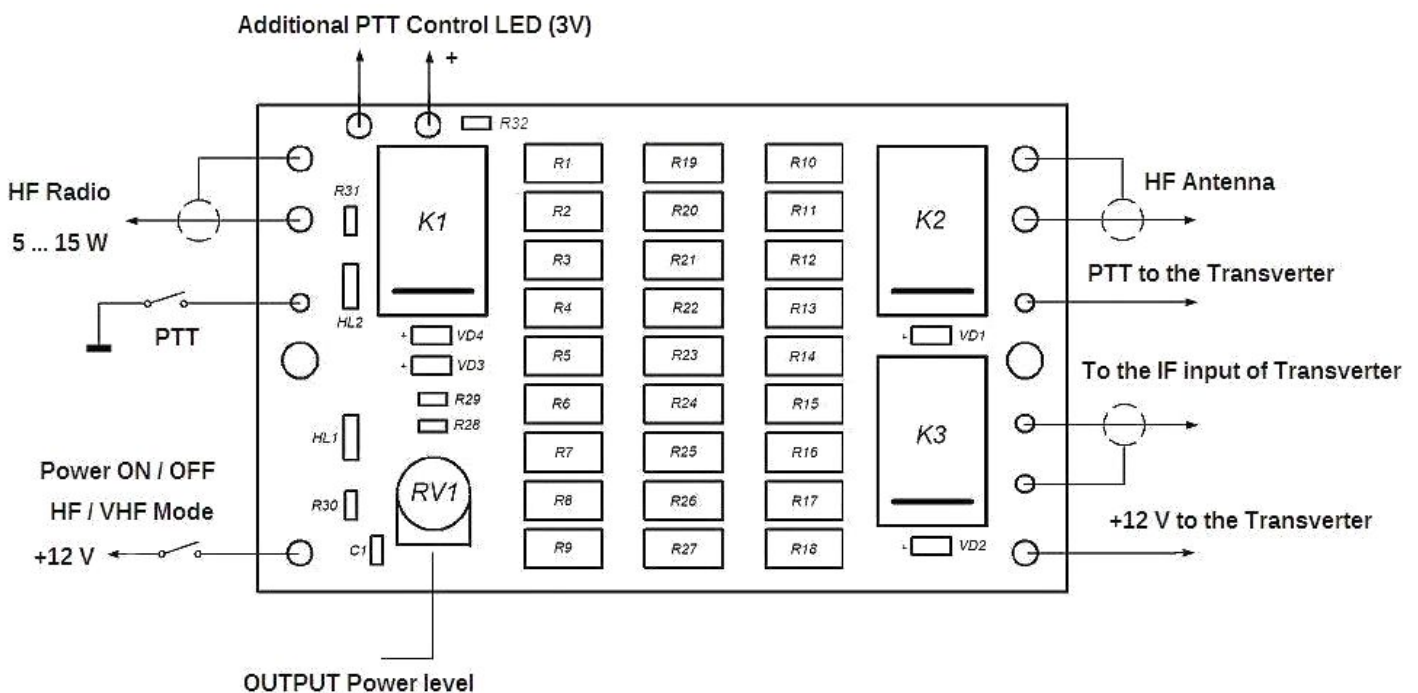 Additional PTT Control LED (3V)
+
R32
HF Radio
5 ... 15 W
PTT
Power ON / OFF
HF / VHF Mode
+12 V
R31
HL2
HL1
R30
C1
K1
+ VD4
+ VD3
R29
R28
RV1
OUTPUT Power level
R1
R2
R3
R4
R5
R6
R7
R8
R9
R19
R20
R21
R22
R23
R24
R25
R26
R27
R10
R11
R12
R13
R14
R15
R16
R17
R18
K2
+ VD1
K3
+ VD2
HF Antenna
PTT to the Transverter
To the IF input of Transverter
+12 V to the Transverter